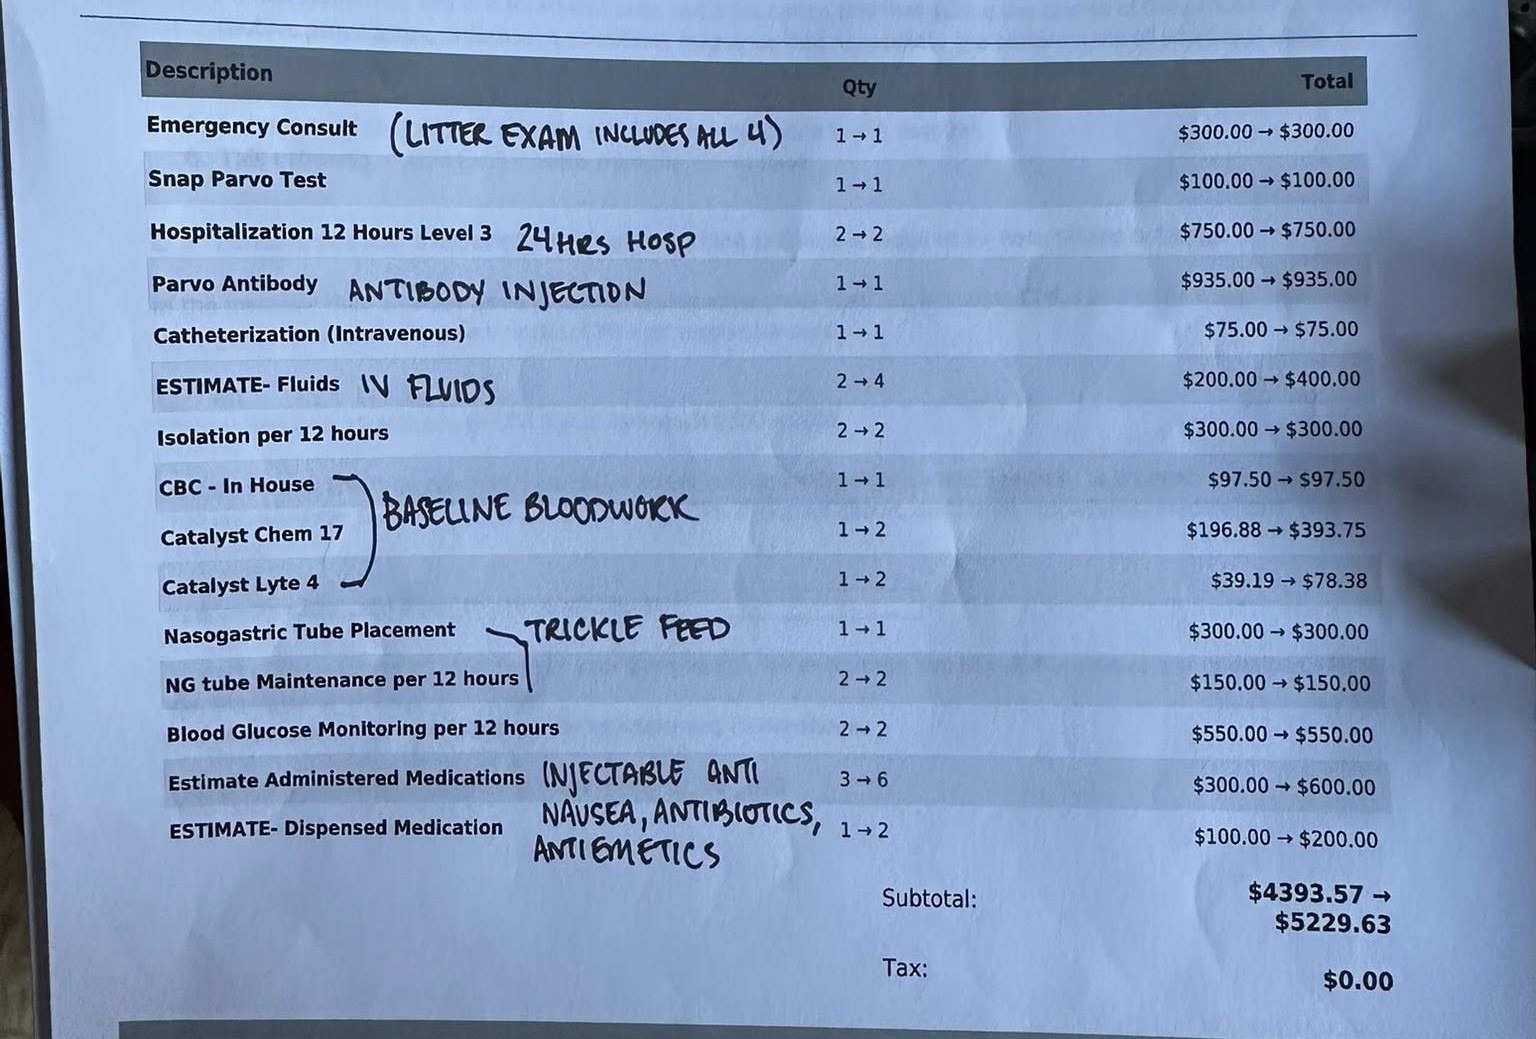 Description Qty Total
Emergency Consult (LITTER EXAM INCLUDES ALL 4) 1→1 $300.00→$300.00
Snap Parvo Test 1→1 $100.00→$100.00
Hospitalization 12 Hours Level 3 24HRS HOSP 2→2 $750.00→$750.00
Parvo Antibody ANTIBODY INJECTION 1→1 $935.00→$935.00
Catheterization (Intravenous) 1→1 $75.00→$75.00
ESTIMATE- Fluids IV FLUIDS 2→4 $200.00→$400.00
Isolation per 12 hours 2→2 $300.00→$300.00
CBC - In House 1→1 $97.50→$97.50
BASELINE BLOODWORK
Catalyst Chem 17 1→2 $196.88→$393.75
Catalyst Lyte 4 1→2 $39.19→$78.38
Nasogastric Tube Placement TRICKLE FEED 1→1 $300.00→$300.00
NG tube Maintenance per 12 hours 2→2 $150.00→$150.00
Blood Glucose Monitoring per 12 hours 2→2 $550.00→$550.00
Estimate Administered Medications INJECTABLE ANTI 3→6 $300.00→$600.00
NAUSEA, ANTIBIOTICS,
ESTIMATE- Dispensed Medication 1→2 $100.00→$200.00
ANTIEMETICS
Subtotal: $4393.57→
$5229.63
Tax: $0.00